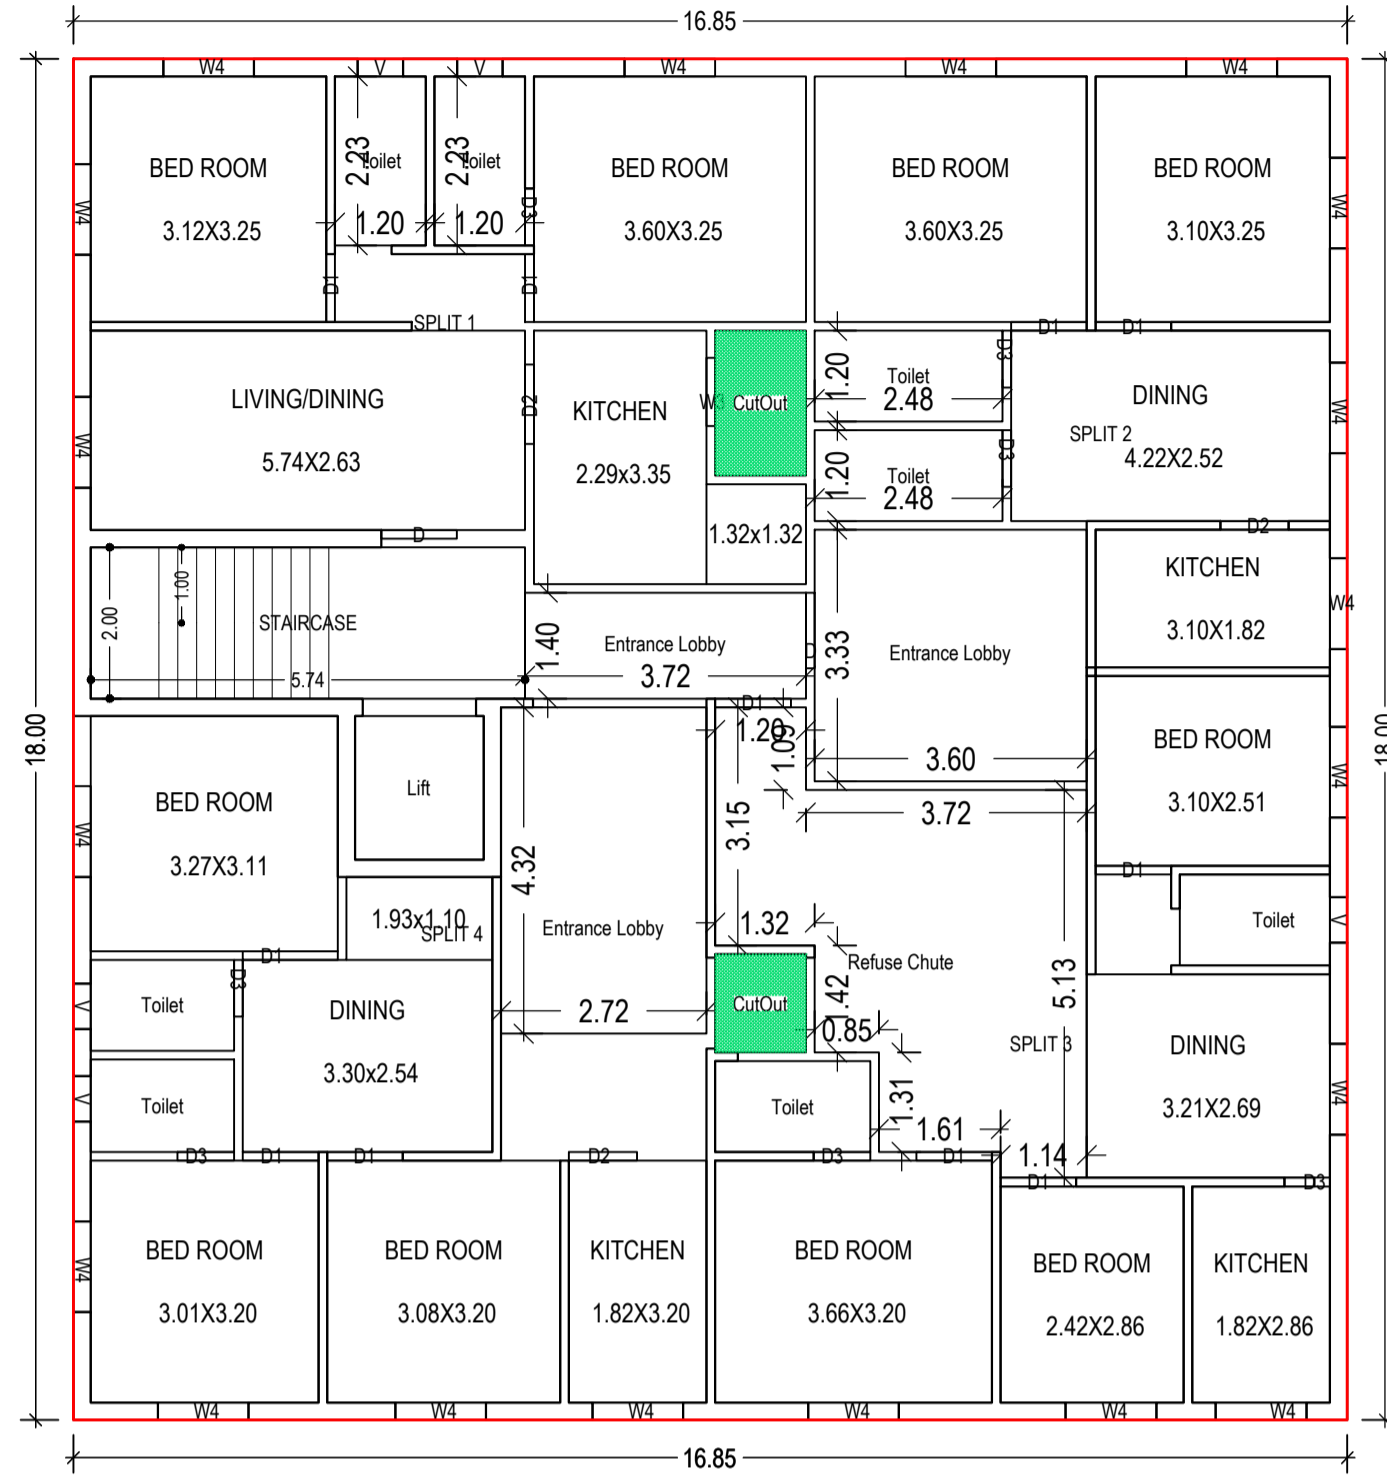 16.85
W4
V
V
W4
W4
W4
BED ROOM
3.12X3.25
2.23
Toilet
1.20
2.23
Toilet
1.20
D3
BED ROOM
3.60X3.25
BED ROOM
3.60X3.25
BED ROOM
3.10X3.25
W4
W4
D1
D1
SPLIT 1
D1
D1
LIVING/DINING
5.74X2.63
W4
D2
KITCHEN
2.29x3.35
W3
CutOut
1.20
Toilet
2.48
D3
1.20
Toilet
2.48
D3
DINING
SPLIT 2
4.22X2.52
W4
1.32x1.32
D
D2
KITCHEN
3.10X1.82
W4
2.00
1.00
STAIRCASE
5.74
1.40
Entrance Lobby
3.72
D
3.33
Entrance Lobby
3.60
18.00
18.00
D1
1.20
1.09
3.15
3.72
BED ROOM
3.10X2.51
W4
D1
BED ROOM
3.27X3.11
W4
Lift
4.32
Entrance Lobby
2.72
1.93x1.10
SPLIT 4
1.32
Refuse Chute
5.13
Toilet
V
D1
D3
Toilet
V
DINING
3.30x2.54
CutOut
1.42
0.85
SPLIT 3
DINING
3.21X2.69
W4
Toilet
V
Toilet
1.31
1.61
1.14
D3
D1
D1
D2
D3
D1
D1
D3
BED ROOM
3.01X3.20
W4
BED ROOM
3.08X3.20
KITCHEN
1.82X3.20
BED ROOM
3.66X3.20
BED ROOM
2.42X2.86
KITCHEN
1.82X2.86
W4
W4
W4
W4
W4
W4
16.85